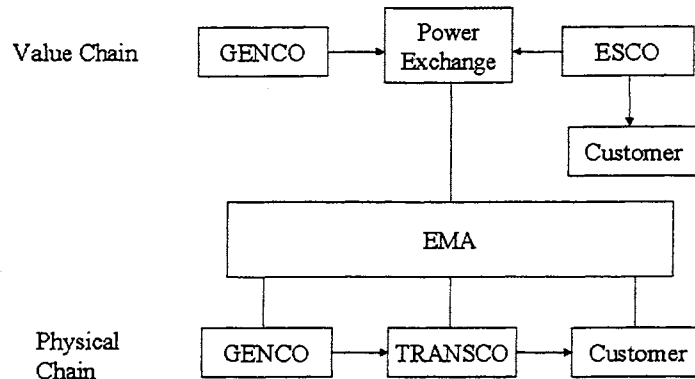 Value Chain
GENCO
Power
Exchange
ESCO
Customer
EMA
Physical
Chain
GENCO
TRANSCO
Customer